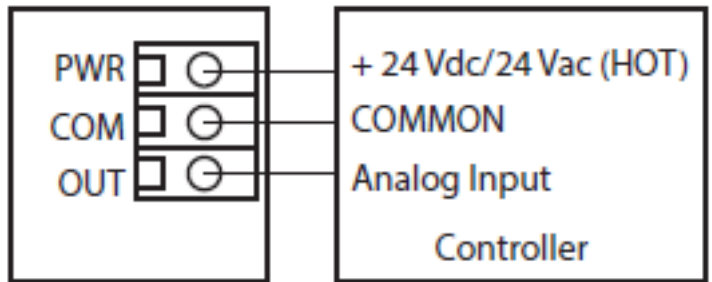 PWR
+ 24 Vdc/24 Vac (HOT)
COM
COMMON
OUT
Analog Input
Controller